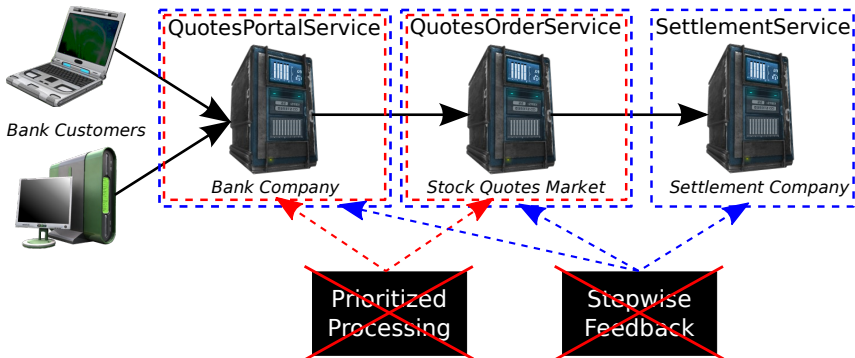 QuotesPortalService
QuotesOrderService
SettlementService
Bank Customers
Bank Company
Stock Quotes Market
Settlement Company
Prioritized
Processing
Stepwise
Feedback